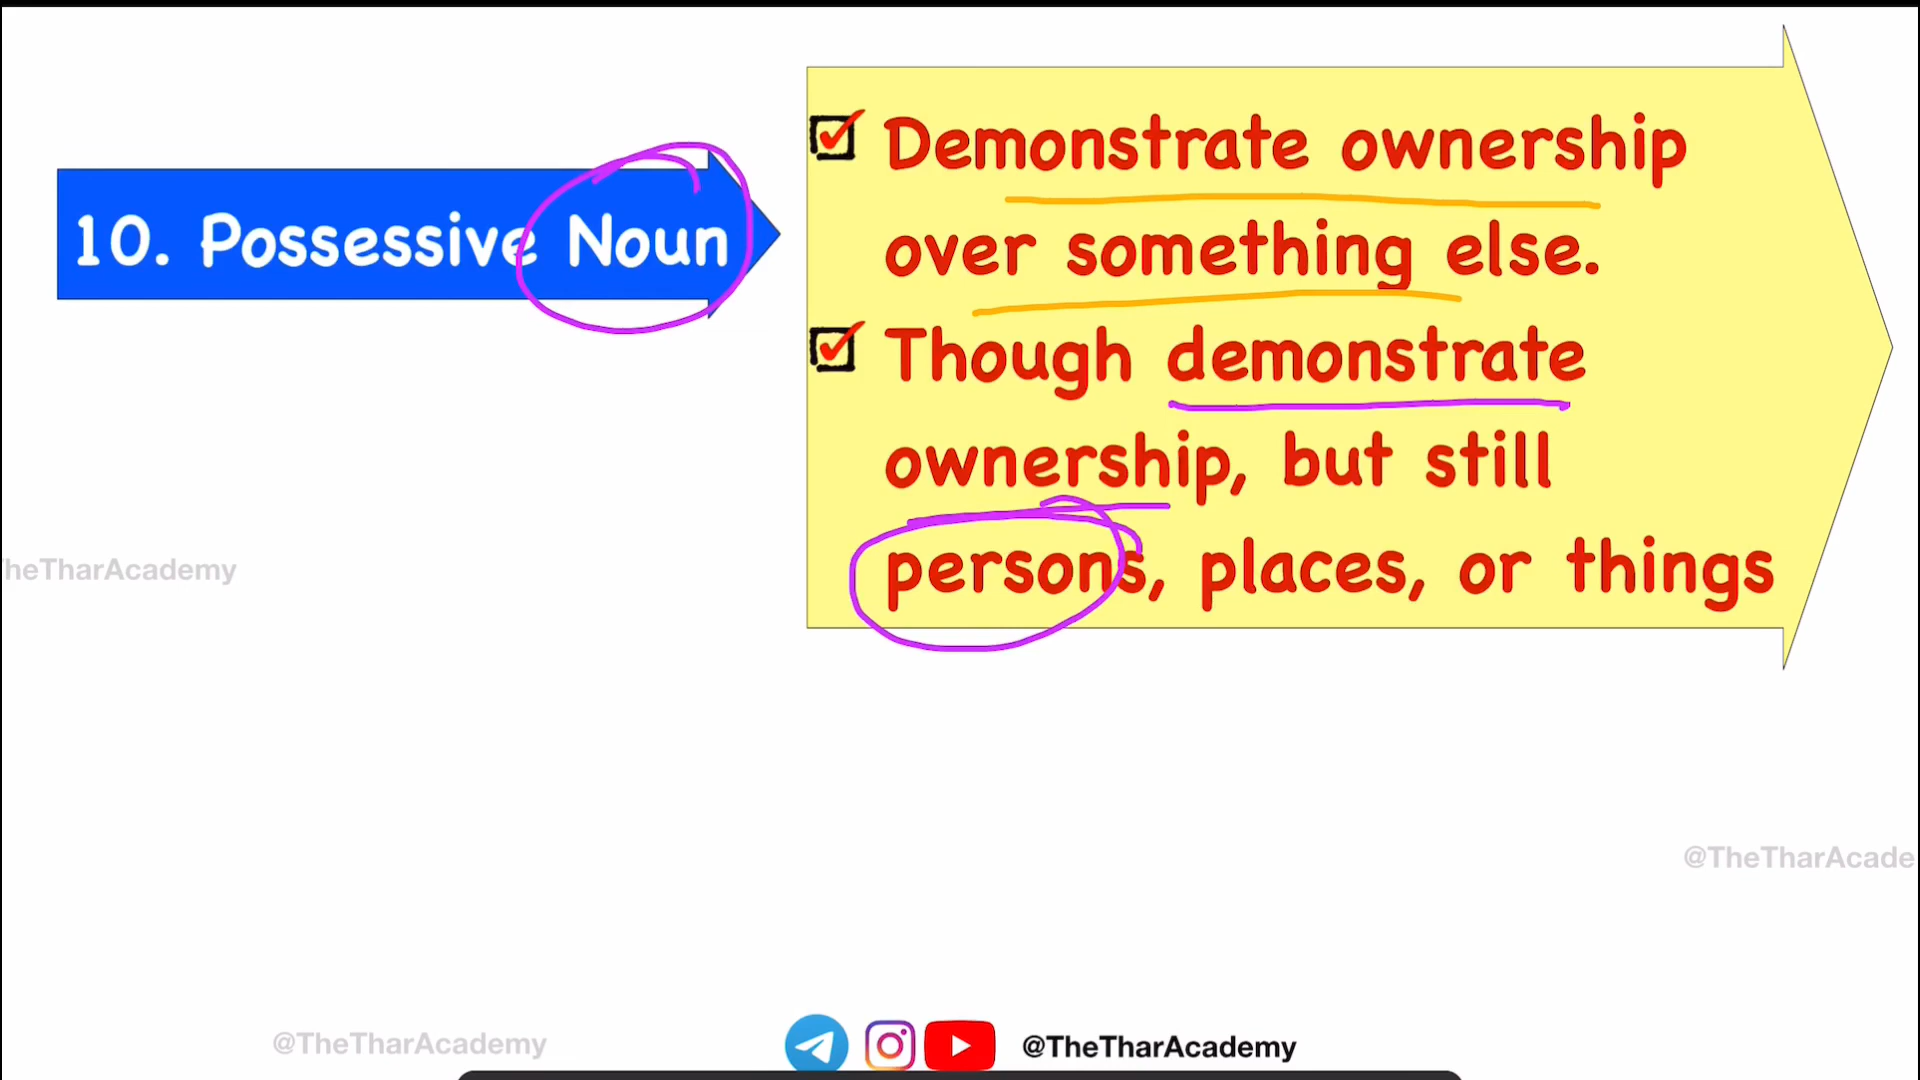 10. Possessive Noun
Demonstrate ownership
over something else.
Though demonstrate
ownership, but still
persons, places, or things
heTharAcademy
@TheTharAcade
@TheTharAcademy
@TheTharAcademy